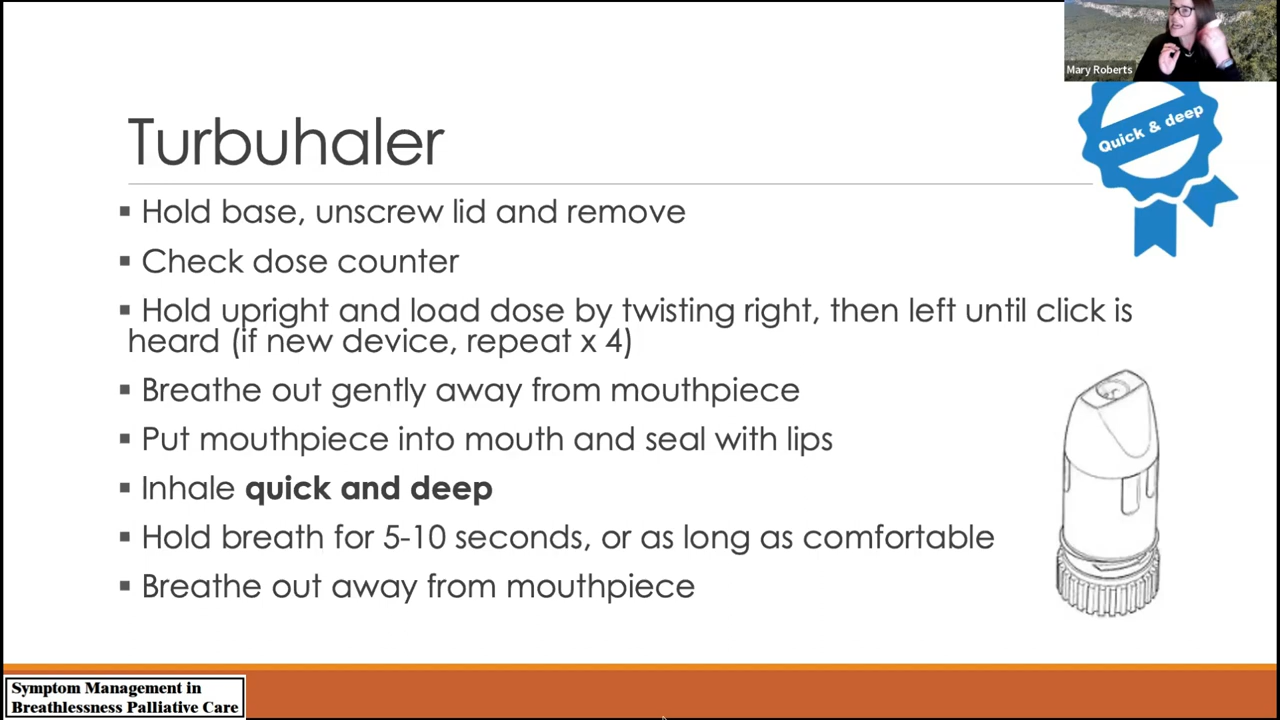 Mary Roberts
Quick & deep
Turbuhaler
▪ Hold base, unscrew lid and remove
▪ Check dose counter
▪ Hold upright and load dose by twisting right, then left until click is
heard (if new device, repeat x 4)
▪ Breathe out gently away from mouthpiece
▪ Put mouthpiece into mouth and seal with lips
▪ Inhale quick and deep
▪ Hold breath for 5-10 seconds, or as long as comfortable
▪ Breathe out away from mouthpiece
Symptom Management in
Breathlessness Palliative Care